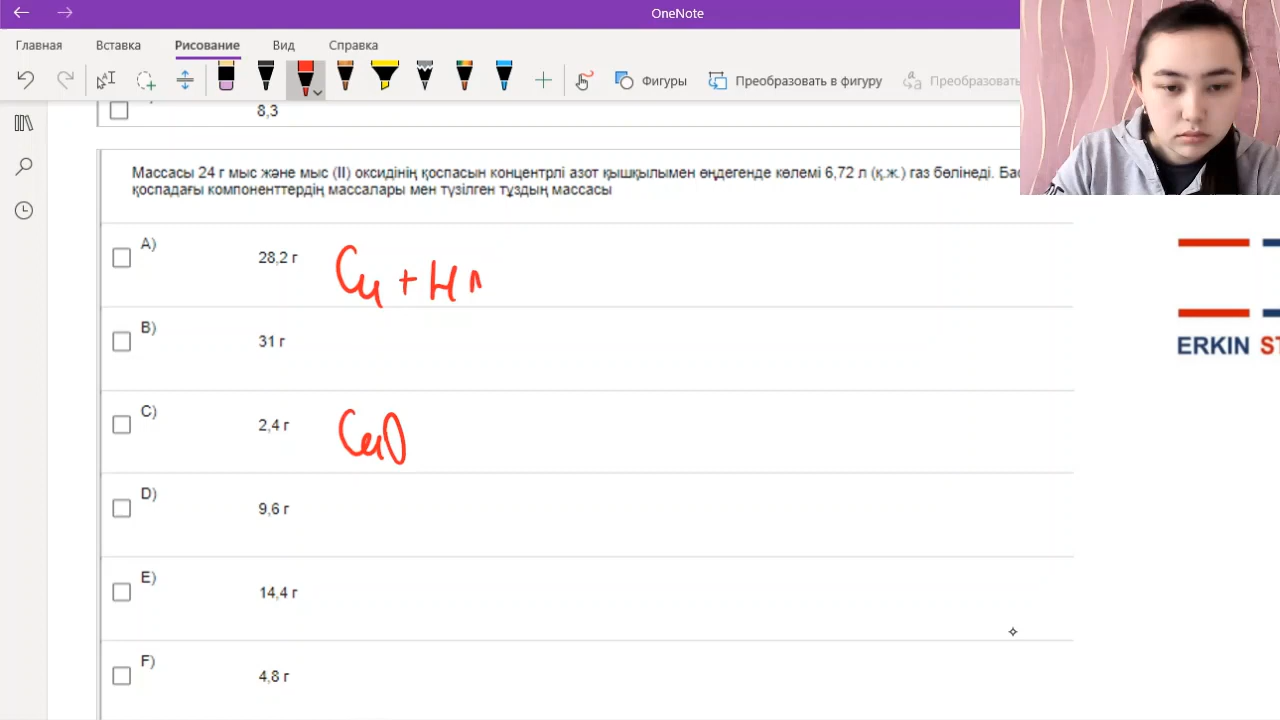 OneNote
Главная Вставка Рисование Вид Справка
Фигуры Преобразовать в фигуру Преобразовать
8,3
Массасы 24 г мыс және мыс (II) оксидінің қоспасын концентрлі азот қышқылымен өңдегенде көлемі 6,72 л (қ.ж.) газ бөлінеді. Бас
қоспадағы компоненттердің массалары мен түзілген тұздың массасы
A) 28,2 г
Cu + H
B) 31 г
C) 2,4 г
CuO
D) 9,6 г
E) 14,4 г
F) 4,8 г
ERKIN ST